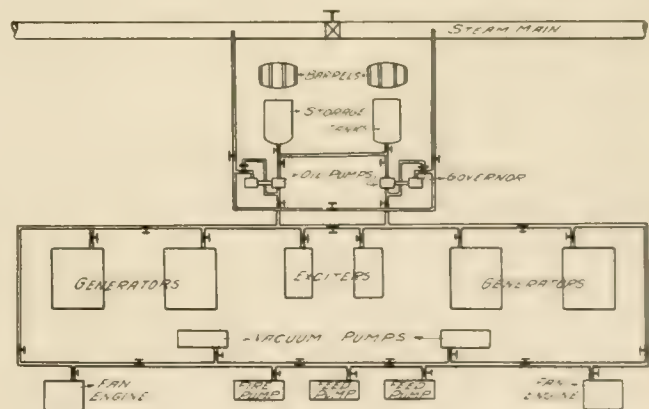 STEAM MAIN
BARRELS
STORAGE
TANKS
OIL PUMPS
GOVERNOR
GENERATORS
EXCITERS
GENERATORS
VACUUM PUMPS
FAN
ENGINE
FIRE
PUMP
FEED
PUMP
FEED
PUMP
FAN
ENGINE